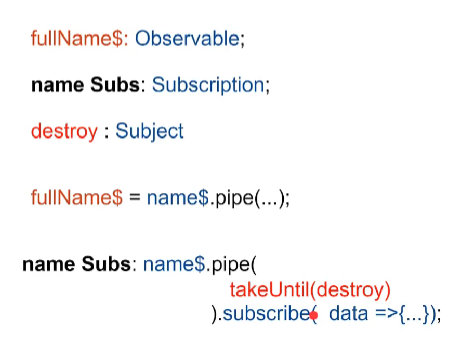 fullName$: Observable;
name Subs: Subscription;
destroy : Subject
fullName$ = name$.pipe(...);
name Subs: name$.pipe(
takeUntil(destroy)
).subscribe( data =>{...});